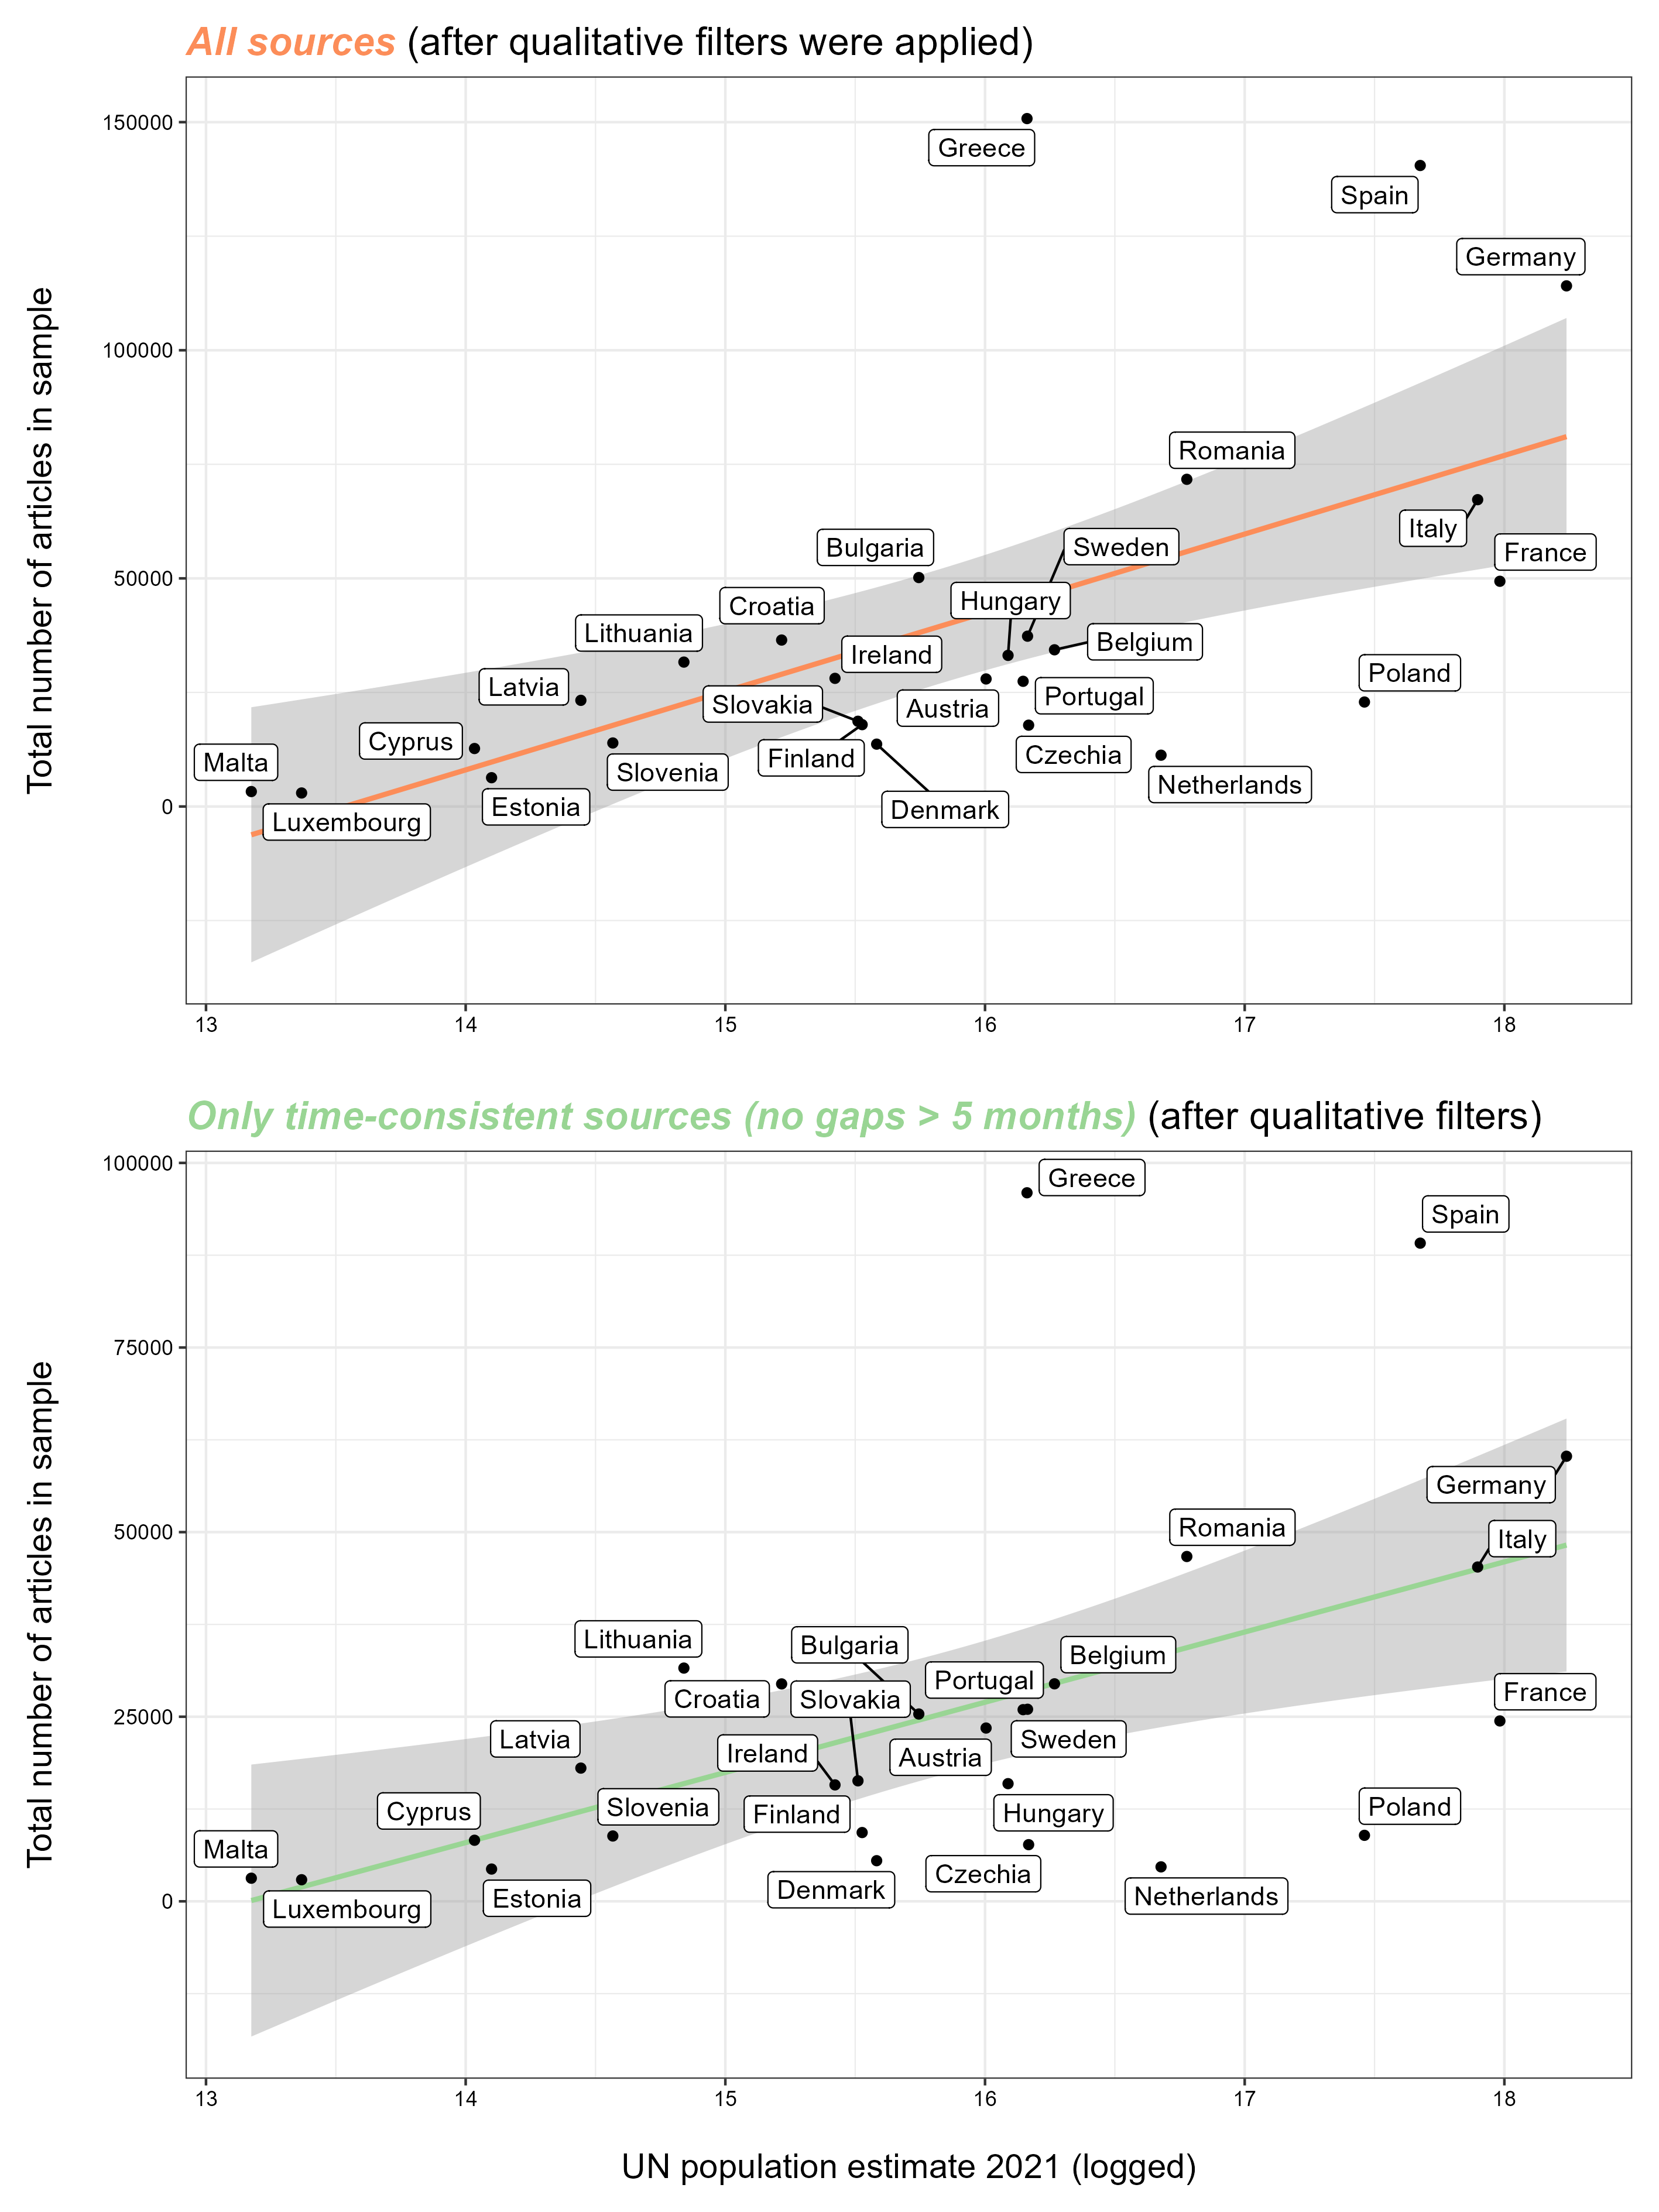 All sources (after qualitative filters were applied)
Total number of articles in sample
150000
100000
50000
0
Greece
Spain
Germany
Romania
Italy
France
Bulgaria
Sweden
Hungary
Croatia
Lithuania
Ireland
Belgium
Latvia
Slovakia
Austria
Portugal
Poland
Cyprus
Finland
Czechia
Malta
Slovenia
Netherlands
Estonia
Denmark
Luxembourg
13 14 15 16 17 18
Only time-consistent sources (no gaps > 5 months) (after qualitative filters)
Total number of articles in sample
100000
75000
50000
25000
0
Greece
Spain
Germany
Romania
Italy
Lithuania
Bulgaria
Belgium
Portugal
Croatia
Slovakia
France
Latvia
Ireland
Austria
Sweden
Cyprus
Slovenia
Finland
Hungary
Poland
Malta
Czechia
Denmark
Netherlands
Estonia
Luxembourg
13 14 15 16 17 18
UN population estimate 2021 (logged)